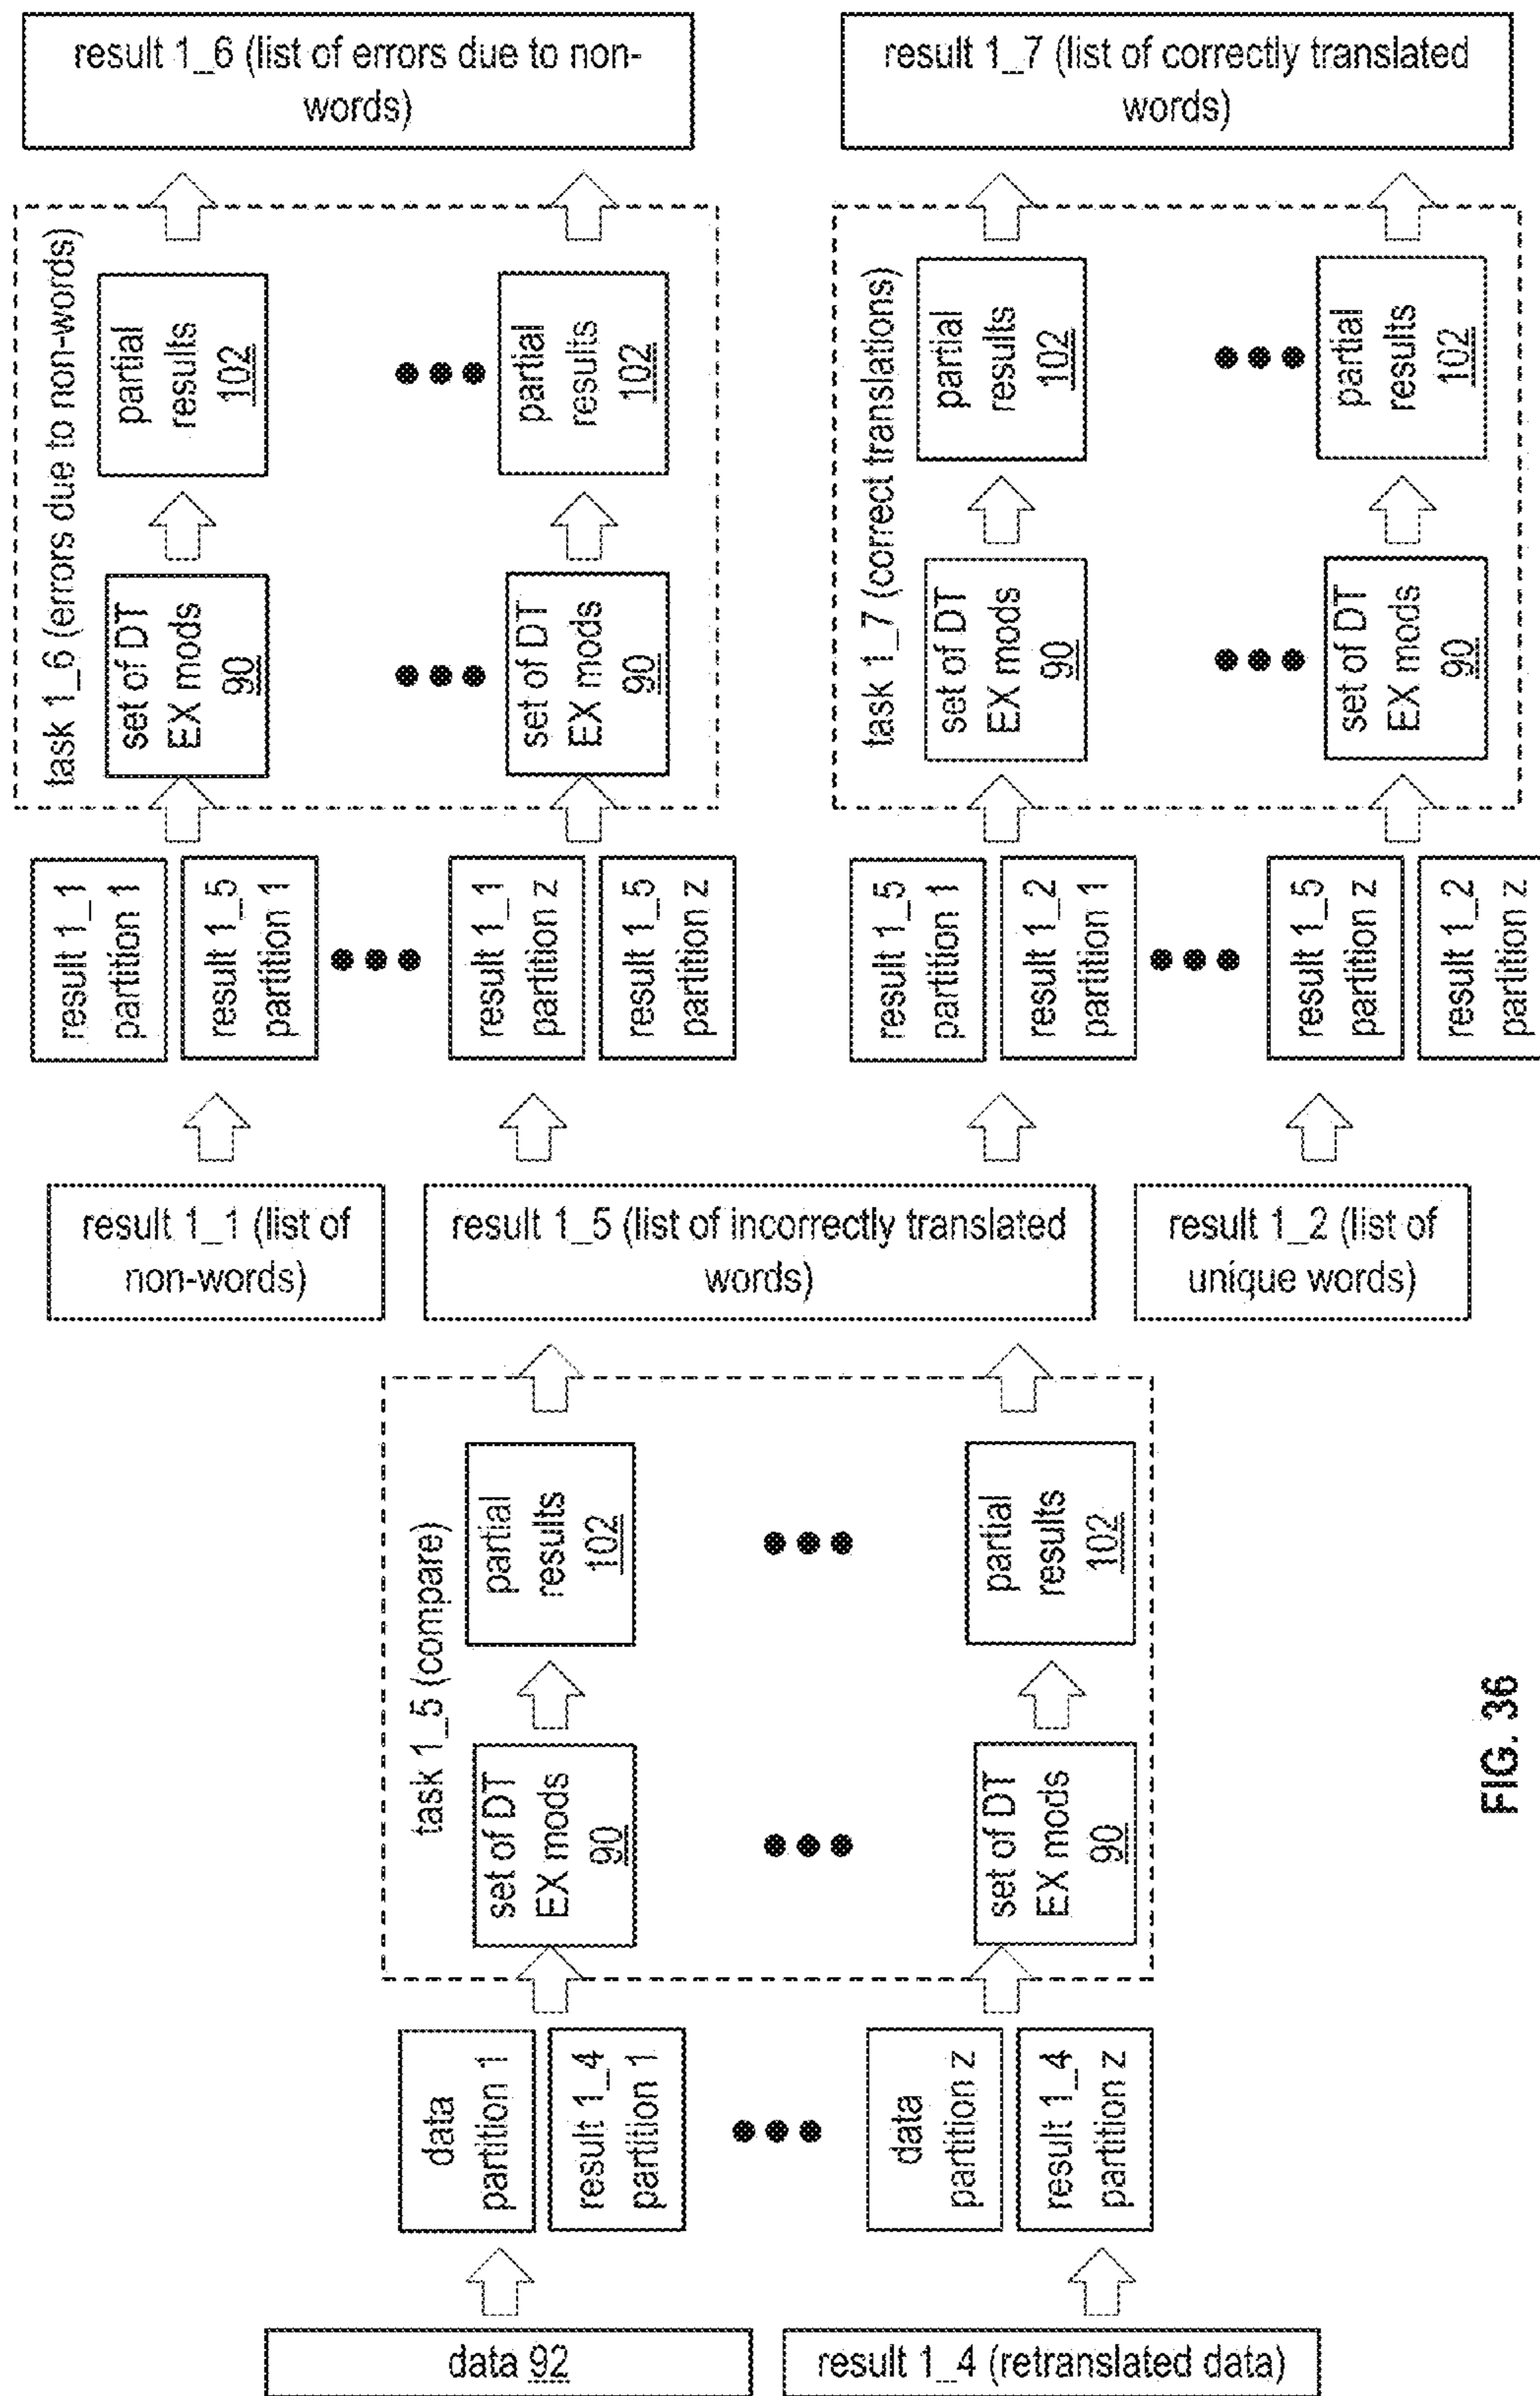 result 1_6 (list of errors due to non-
words)
result 1_7 (list of correctly translated
words)
task 1_6 (errors due to non-words)
partial
results
102
partial
results
102
set of DT
EX mods
90
set of DT
EX mods
90
task 1_7 (correct translations)
partial
results
102
partial
results
102
set of DT
EX mods
90
set of DT
EX mods
90
result 1_1
partition 1
result 1_5
partition 1
result 1_1
partition z
result 1_5
partition z
result 1_5
partition 1
result 1_2
partition 1
result 1_5
partition z
result 1_2
partition z
result 1_1 (list of
non-words)
result 1_5 (list of incorrectly translated
words)
result 1_2 (list of
unique words)
task 1_5 (compare)
partial
results
102
partial
results
102
set of DT
EX mods
90
set of DT
EX mods
90
data
partition 1
result 1_4
partition 1
data
partition z
result 1_4
partition z
data 92
result 1_4 (retranslated data)
FIG. 36